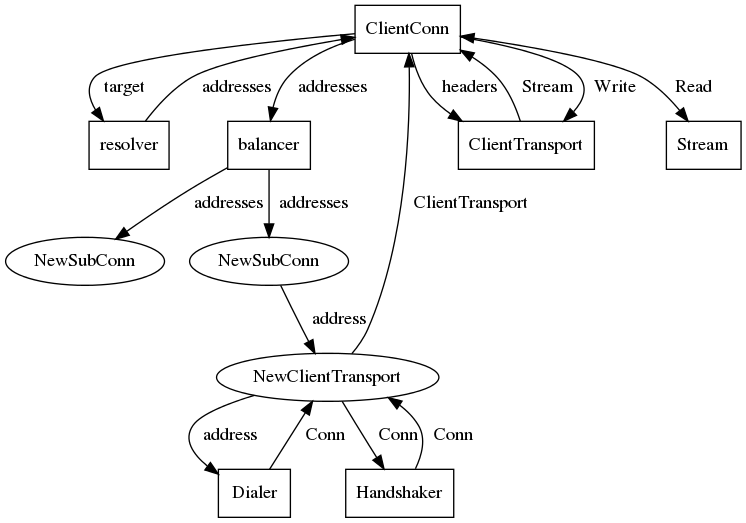 ClientConn
target
addresses
addresses
headers
Stream
Write
Read
resolver
balancer
ClientTransport
Stream
addresses
addresses
ClientTransport
NewSubConn
NewSubConn
address
NewClientTransport
address
Conn
Conn
Conn
Dialer
Handshaker